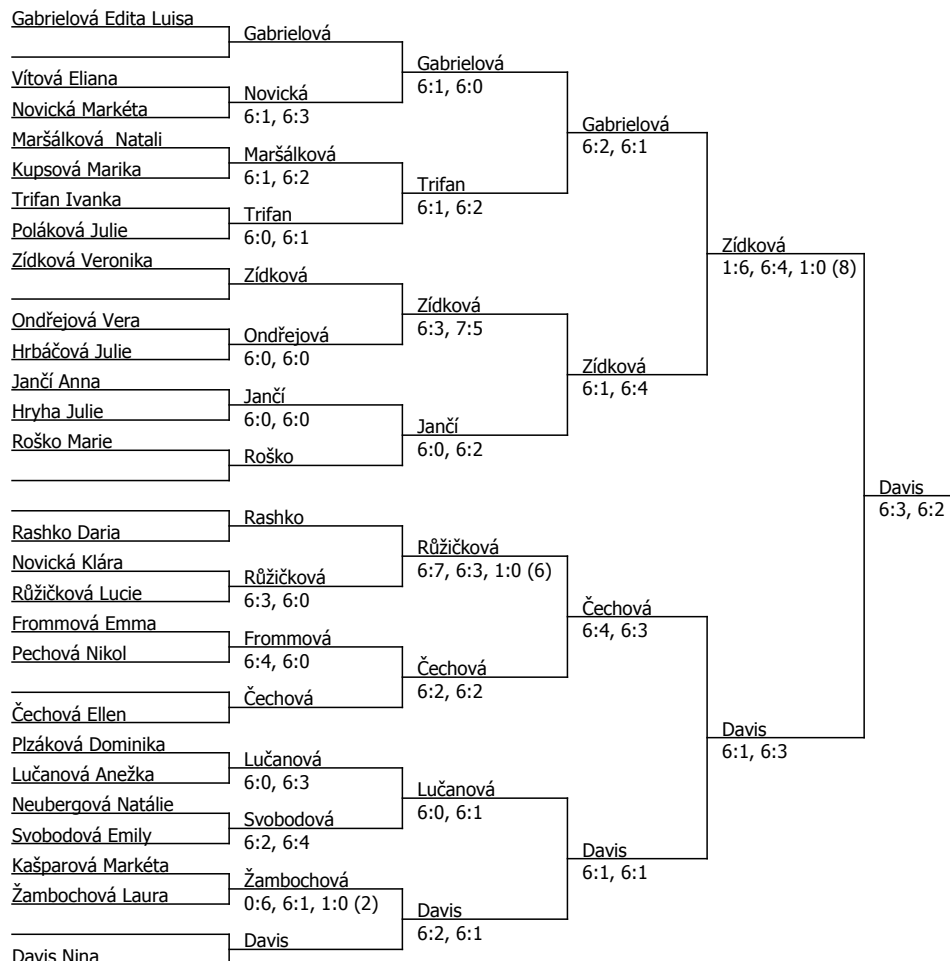 Gabrielová Edita Luisa
Vítová Eliana
Novická Markéta
Maršálková  Natali
Kupsová Marika
Trifan Ivanka
Poláková Julie
Zídková Veronika
Ondřejová Vera
Hrbáčová Julie
Jančí Anna
Hryha Julie
Roško Marie
Rashko Daria
Novická Klára
Růžičková Lucie
Frommová Emma
Pechová Nikol
Čechová Ellen
Plzáková Dominika
Lučanová Anežka
Neubergová Natálie
Svobodová Emily
Kašparová Markéta
Žambochová Laura
Davis Nina
Gabrielová
Novická
6:1, 6:3
Maršálková
6:1, 6:2
Trifan
6:0, 6:1
Zídková
Ondřejová
6:0, 6:0
Jančí
6:0, 6:0
Roško
Rashko
Růžičková
6:3, 6:0
Frommová
6:4, 6:0
Čechová
Lučanová
6:0, 6:3
Svobodová
6:2, 6:4
Žambochová
0:6, 6:1, 1:0 (2)
Davis
Gabrielová
6:1, 6:0
Trifan
6:1, 6:2
Zídková
6:3, 7:5
Jančí
6:0, 6:2
Růžičková
6:7, 6:3, 1:0 (6)
Čechová
6:2, 6:2
Lučanová
6:0, 6:1
Davis
6:2, 6:1
Gabrielová
6:2, 6:1
Zídková
6:1, 6:4
Čechová
6:4, 6:3
Davis
6:1, 6:1
Zídková
1:6, 6:4, 1:0 (8)
Davis
6:1, 6:3
Davis
6:3, 6:2